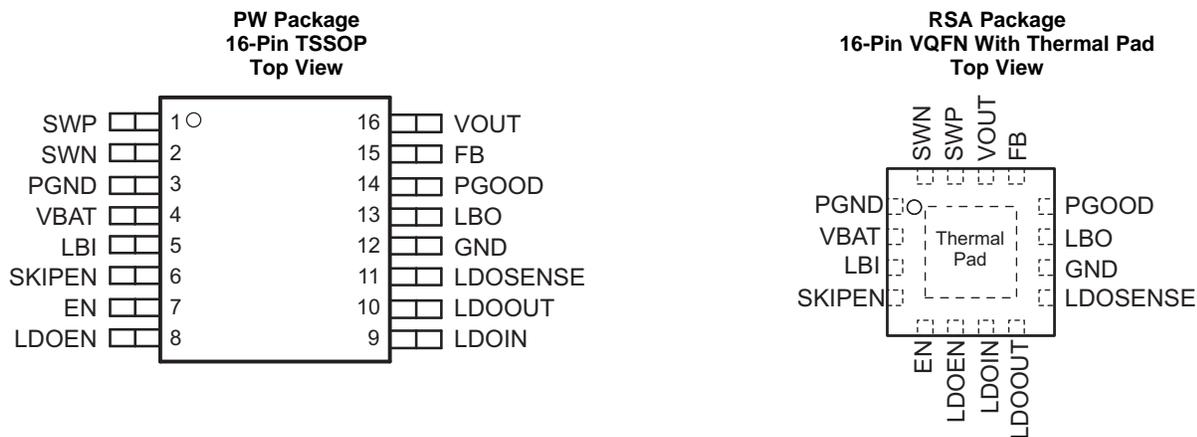 PW Package
16-Pin TSSOP
Top View
SWP 1 16 VOUT
SWN 2 15 FB
PGND 3 14 PGOOD
VBAT 4 13 LBO
LBI 5 12 GND
SKIPEN 6 11 LDOSENSE
EN 7 10 LDOOUT
LDOEN 8 9 LDOIN
RSA Package
16-Pin VQFN With Thermal Pad
Top View
SWN SWP VOUT FB
PGND PGOOD
VBAT LBO
Thermal
Pad
LBI GND
SKIPEN LDOSENSE
EN LDOEN LDOIN LDOOUT